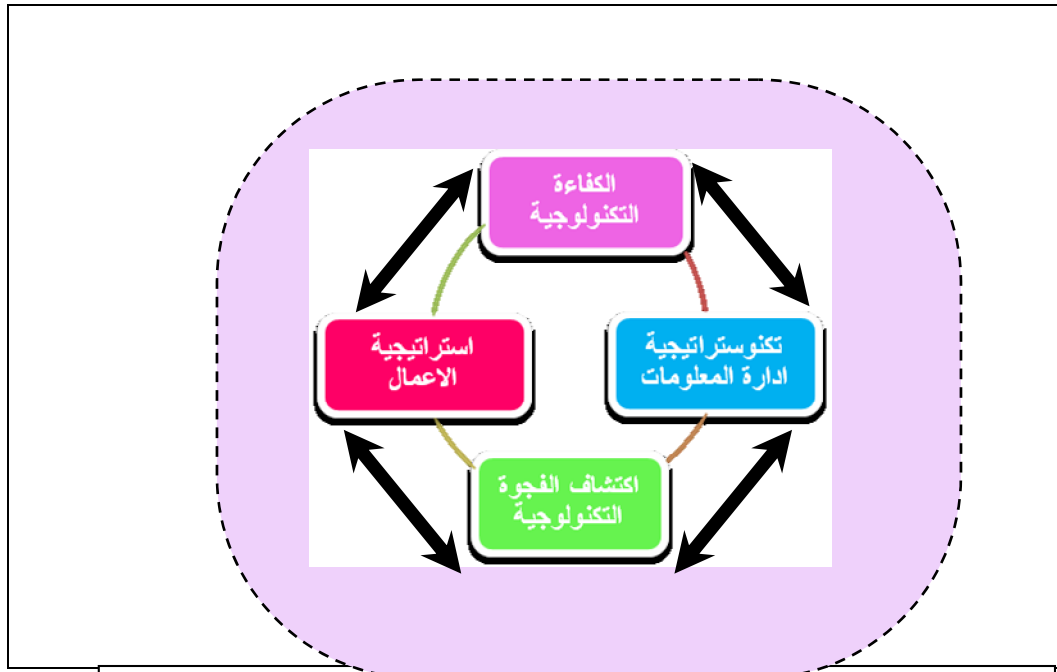 الكفاءة
التكنولوجية
تكنوستراتيجية
ادارة المعلومات
استراتيجية
الاعمال
اكتشاف الفجوة
التكنولوجية